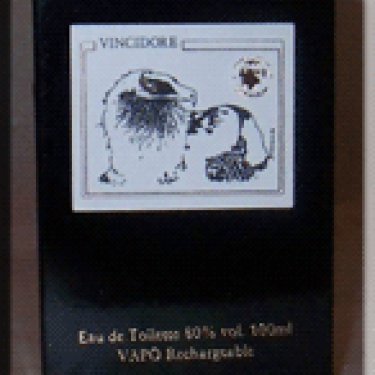 VINCIDORE
Eau de Toilette 80% vol. 100ml
VAPO Rechargeable